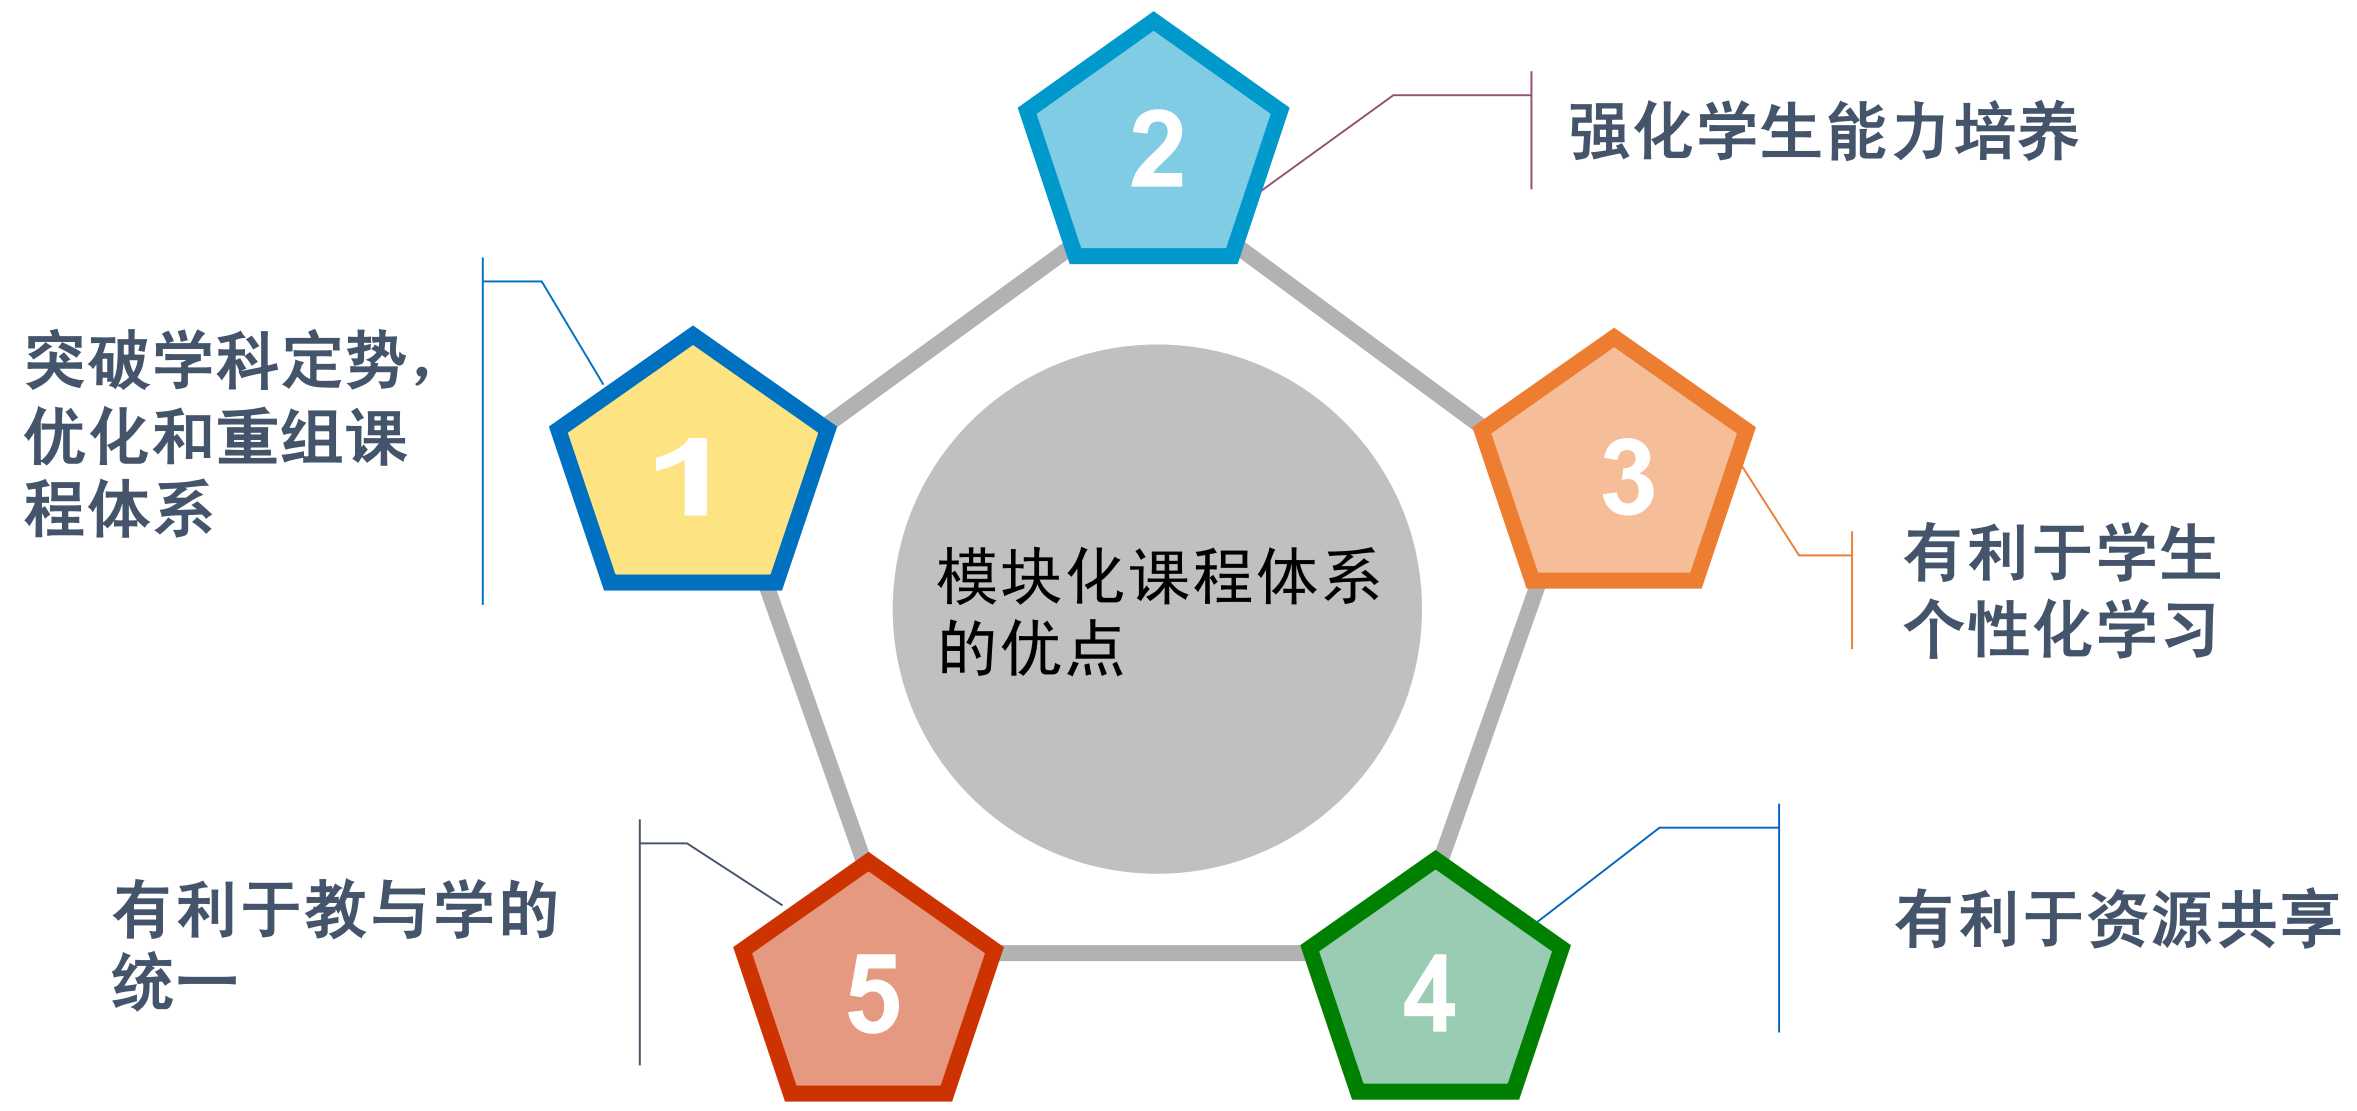 2
强化学生能力培养
突破学科定势，
优化和重组课
程体系
1
3
有利于学生
个性化学习
模块化课程体系
的优点
有利于教与学的
统一
5
4
有利于资源共享